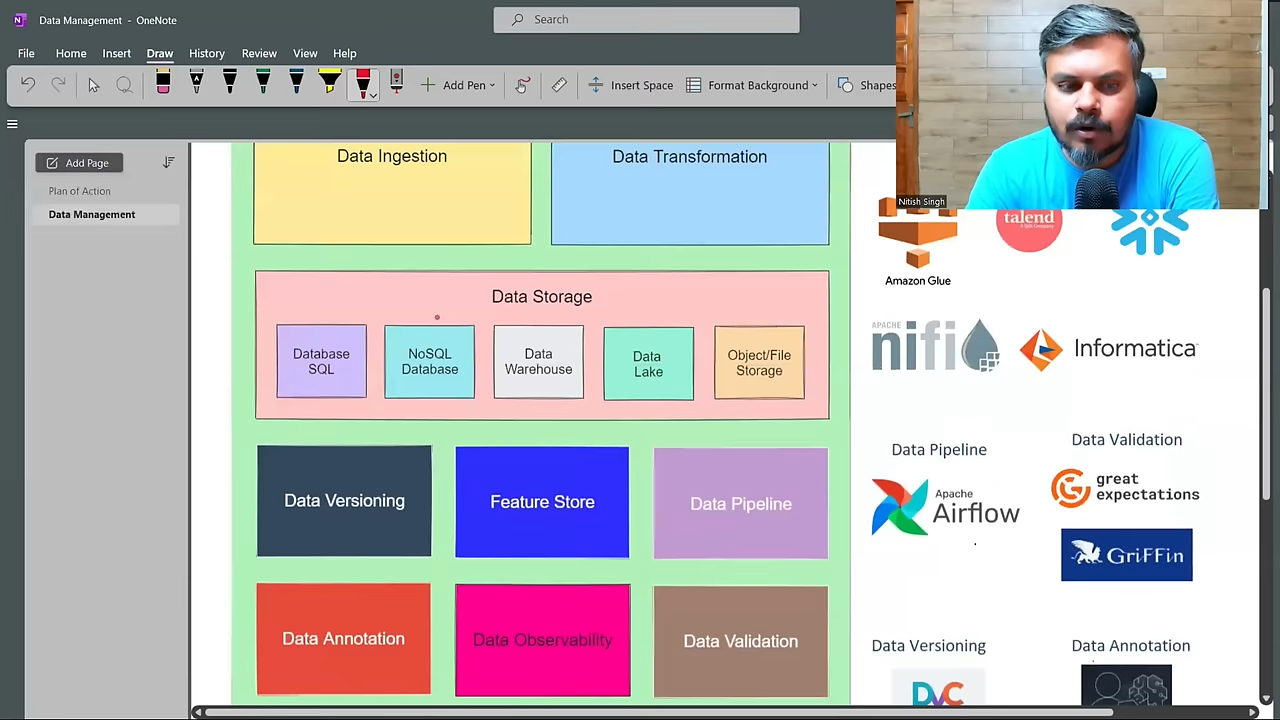 Data Management - OneNote
Search
File Home Insert Draw History Review View Help
Add Pen
Insert Space
Format Background
Shapes
Nitish Singh
Add Page
Plan of Action
Data Management
Data Ingestion
Data Transformation
Data Storage
Database
SQL
NoSQL
Database
Data
Warehouse
Data
Lake
Object/File
Storage
Data Versioning
Feature Store
Data Pipeline
Data Annotation
Data Observability
Data Validation
Amazon Glue
talend
APACHE
nifi
Informatica
Data Pipeline
Data Validation
Apache
Airflow
great
expectations
GriFFin
Data Versioning
Data Annotation
DVC